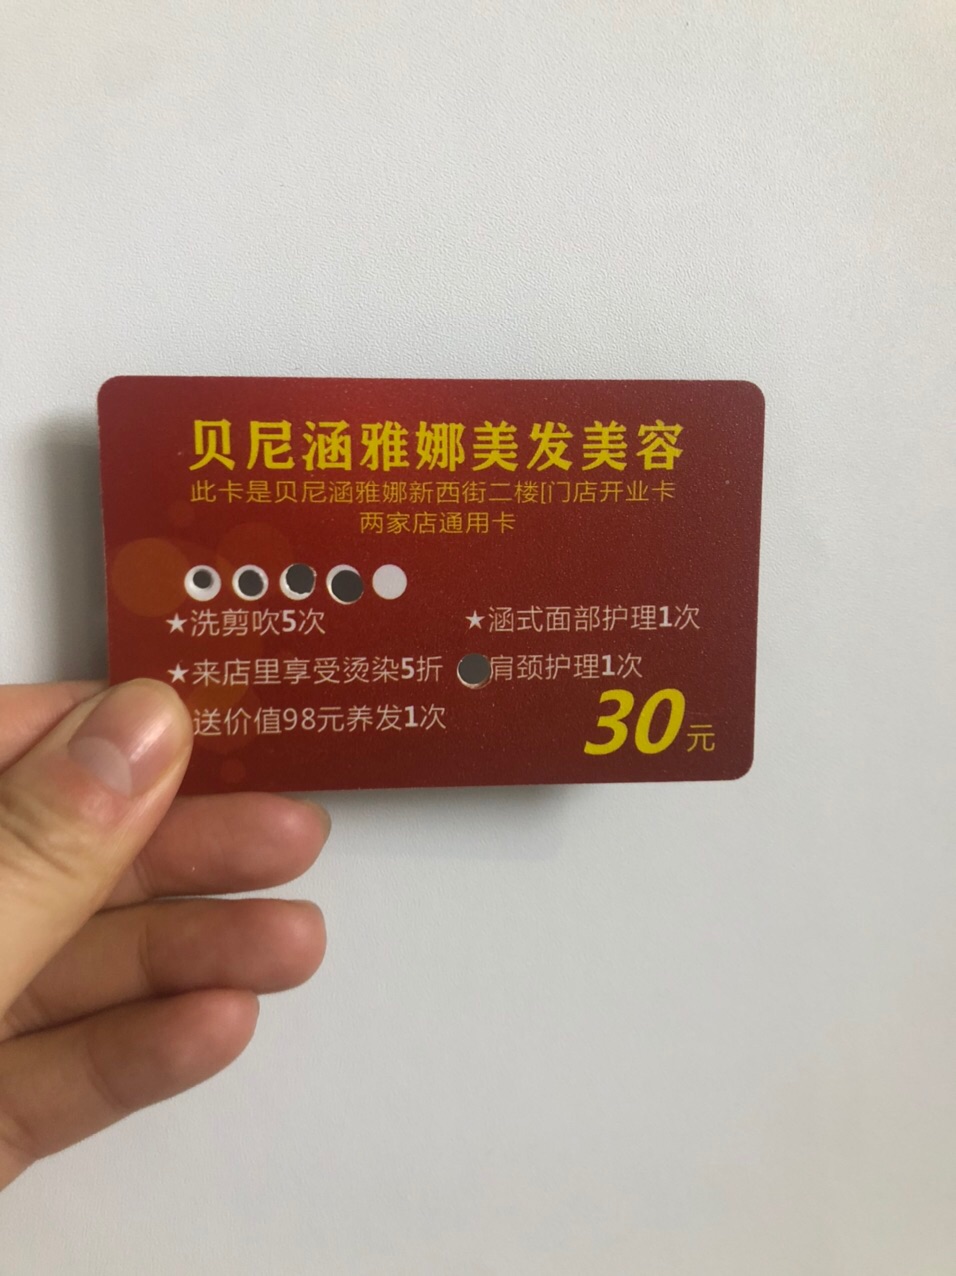 贝尼涵雅娜美发美容
此卡是贝尼涵雅娜新西街二楼[门店开业卡
两家店通用卡
★洗剪吹5次 ★涵式面部护理1次
★来店里享受烫染5折 肩颈护理1次
送价值98元养发1次
30元